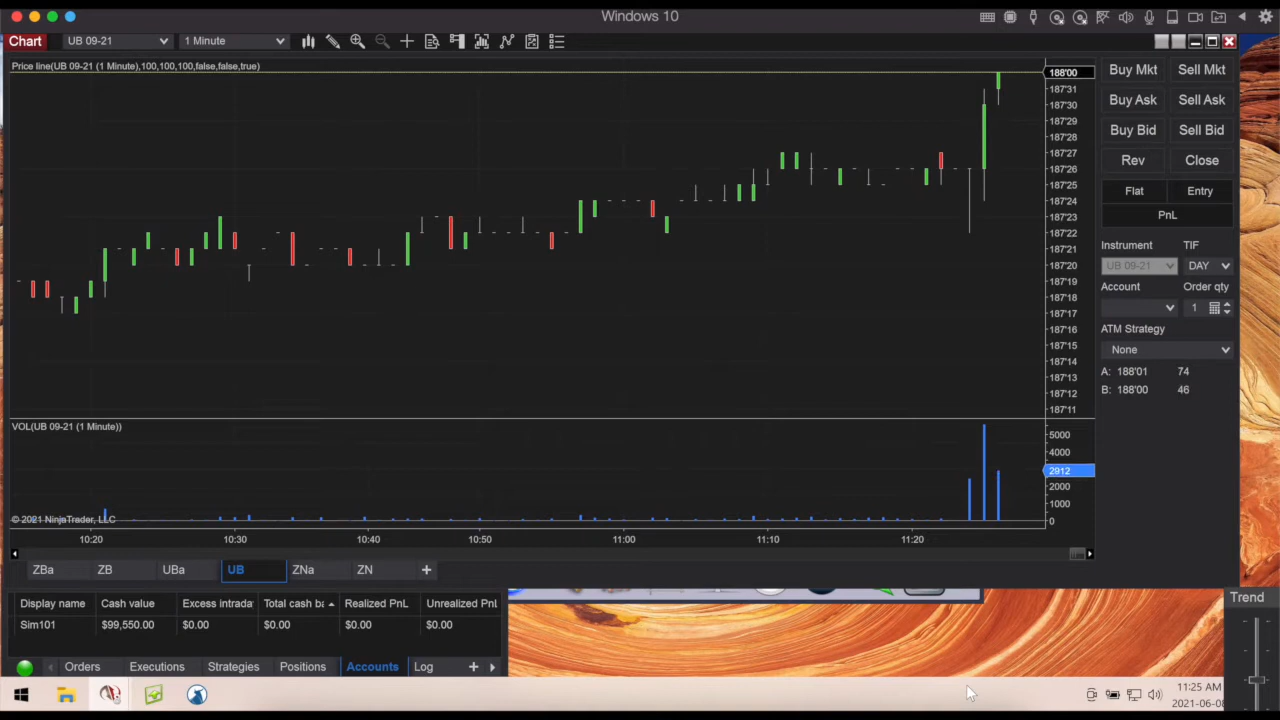 Windows 10
Chart
UB 09-21
1 Minute
Price line(UB 09-21 (1 Minute),100,100,100,false,false,true)
188'00
187'31
187'30
187'29
187'28
187'27
187'26
187'25
187'24
187'23
187'22
187'21
187'20
187'19
187'18
187'17
187'16
187'15
187'14
187'13
187'12
187'11
VOL(UB 09-21 (1 Minute))
5000
4000
2912
2000
1000
0
© 2021 NinjaTrader, LLC
10:20
10:30
10:40
10:50
11:00
11:10
11:20
Buy Mkt
Sell Mkt
Buy Ask
Sell Ask
Buy Bid
Sell Bid
Rev
Close
Flat
Entry
PnL
Instrument
TIF
UB 09-21
DAY
Account
Order qty
1
ATM Strategy
None
A: 188'01 74
B: 188'00 46
ZBa
ZB
UBa
UB
ZNa
ZN
+
Display name
Cash value
Excess intrada
Total cash ba
Realized PnL
Unrealized PnL
Sim101
$99,550.00
$0.00
$0.00
$0.00
$0.00
Orders
Executions
Strategies
Positions
Accounts
Log
+
Trend
11:25 AM
2021-06-08